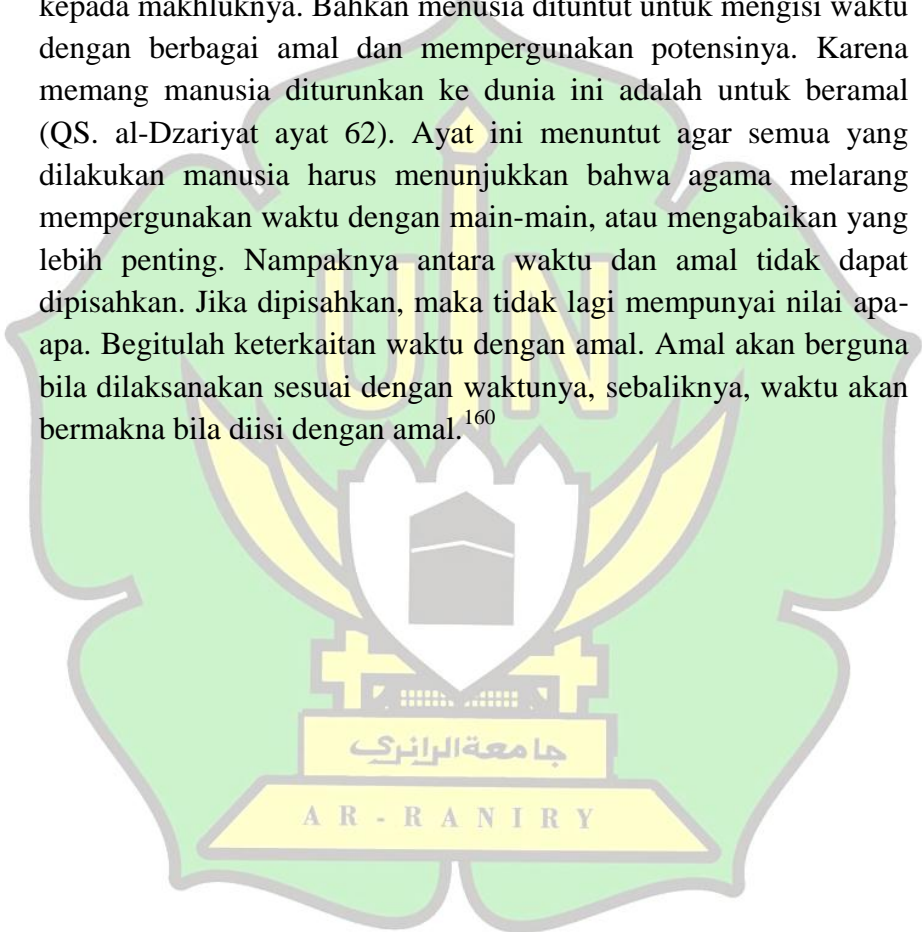 kepada makhluknya. Bahkan menusia dituntut untuk mengisi waktu
dengan berbagai amal dan mempergunakan potensinya. Karena
memang manusia diturunkan ke dunia ini adalah untuk beramal
(QS. al-Dzariyat ayat 62). Ayat ini menuntut agar semua yang
dilakukan manusia harus menunjukkan bahwa agama melarang
mempergunakan waktu dengan main-main, atau mengabaikan yang
lebih penting. Nampaknya antara waktu dan amal tidak dapat
dipisahkan. Jika dipisahkan, maka tidak lagi mempunyai nilai apa-
apa. Begitulah keterkaitan waktu dengan amal. Amal akan berguna
bila dilaksanakan sesuai dengan waktunya, sebaliknya, waktu akan
bermakna bila diisi dengan amal.160
UIN
جامعة الرانري
AR-RANIRY